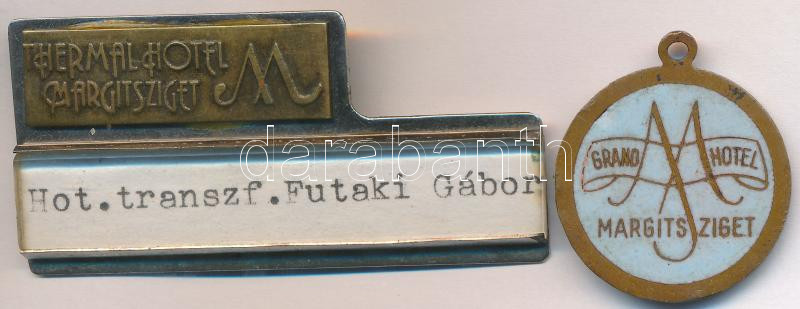 THERMAL HOTEL
MARGITSZIGET M
Hot.transzf.Futaki Gábor
GRAND M HOTEL
MARGITSZIGET
darabanth